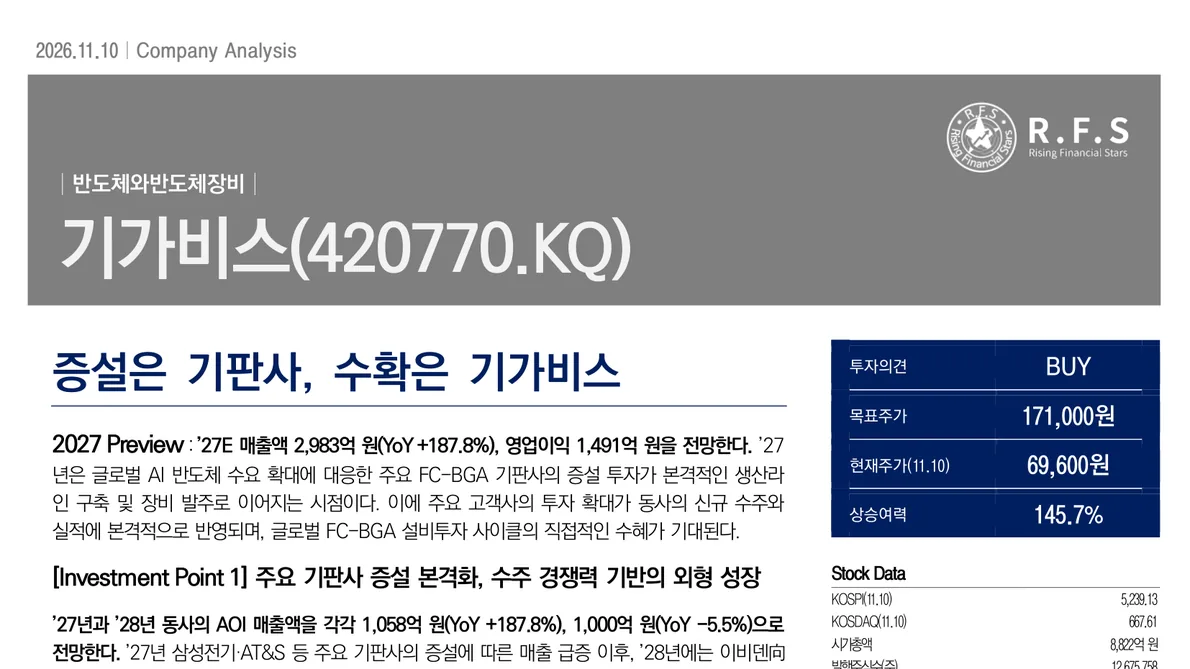 2026.11.10 | Company Analysis
R.F.S
Rising Financial Stars
R.F.S
Rising Financial Stars
| 반도체와반도체장비 |
기가비스(420770.KQ)
증설은 기판사, 수확은 기가비스
2027 Preview : ’27E 매출액 2,983억 원(YoY +187.8%), 영업이익 1,491억 원을 전망한다. ’27
년은 글로벌 AI 반도체 수요 확대에 대응한 주요 FC-BGA 기판사의 증설 투자가 본격적인 생산라
인 구축 및 장비 발주로 이어지는 시점이다. 이에 주요 고객사의 투자 확대가 동사의 신규 수주와
실적에 본격적으로 반영되며, 글로벌 FC-BGA 설비투자 사이클의 직접적인 수혜가 기대된다.
[Investment Point 1] 주요 기판사 증설 본격화, 수주 경쟁력 기반의 외형 성장
’27년과 ’28년 동사의 AOI 매출액을 각각 1,058억 원(YoY +187.8%), 1,000억 원(YoY -5.5%)으로
전망한다. ’27년 삼성전기·AT&S 등 주요 기판사의 증설에 따른 매출 급증 이후, ’28년에는 이비덴向
투자의견 BUY
목표주가 171,000원
현재주가(11.10) 69,600원
상승여력 145.7%
Stock Data
KOSPI(11.10) 5,239.13
KOSDAQ(11.10) 667.61
시가총액 8,822억 원
발행주식수(주) 12,675,758